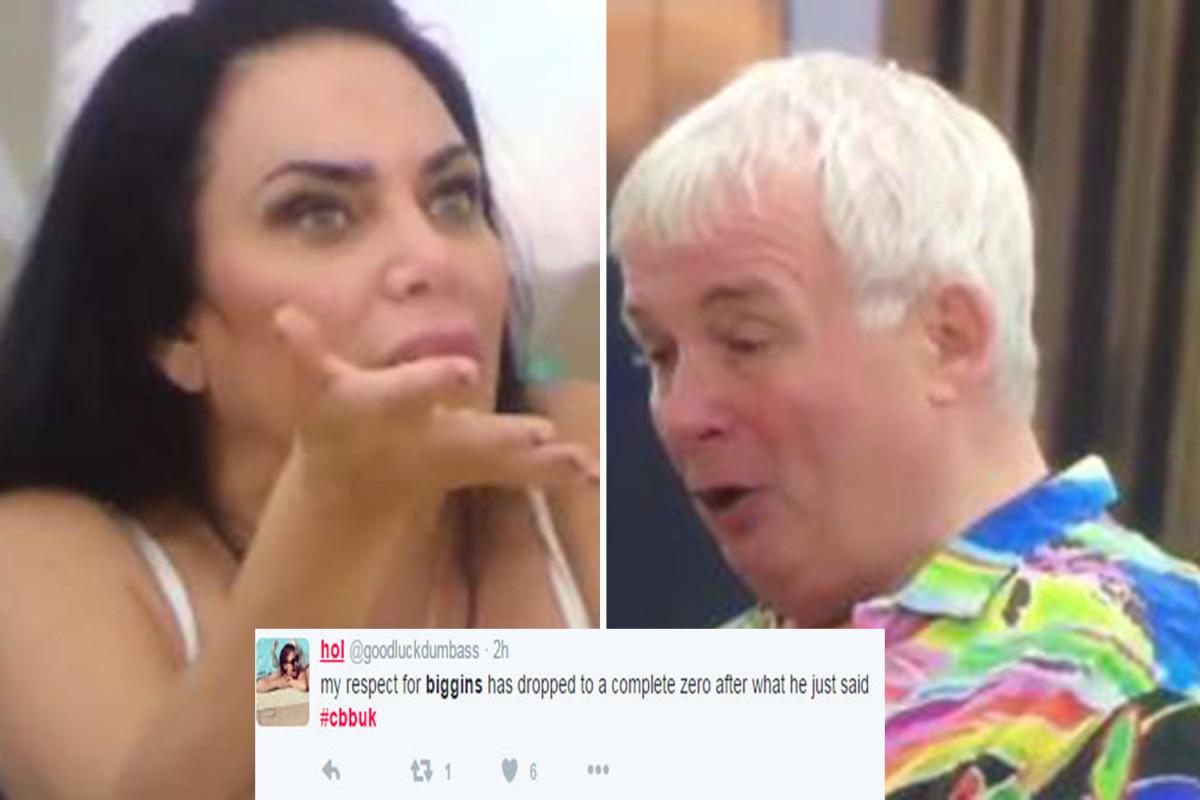 hol @goodluckdumbass · 2h
my respect for biggins has dropped to a complete zero after what he just said
#cbbuk
1 6